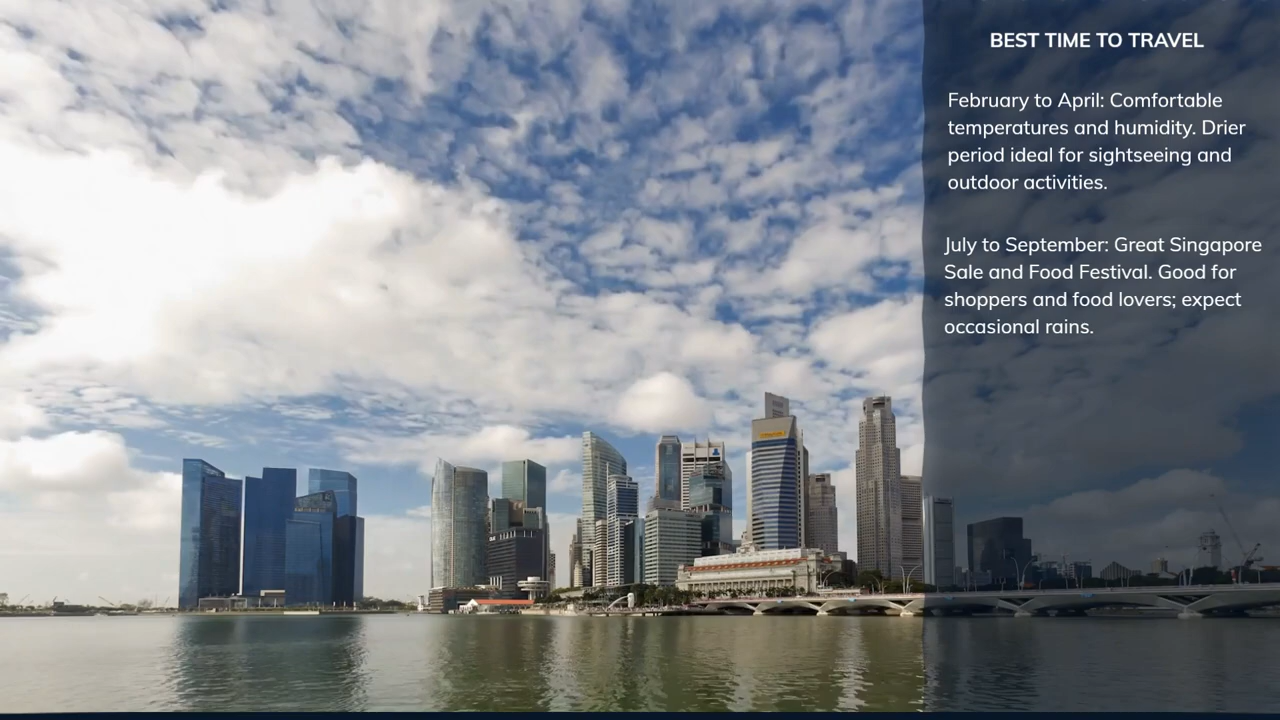 BEST TIME TO TRAVEL
February to April: Comfortable
temperatures and humidity. Drier
period ideal for sightseeing and
outdoor activities.
July to September: Great Singapore
Sale and Food Festival. Good for
shoppers and food lovers; expect
occasional rains.